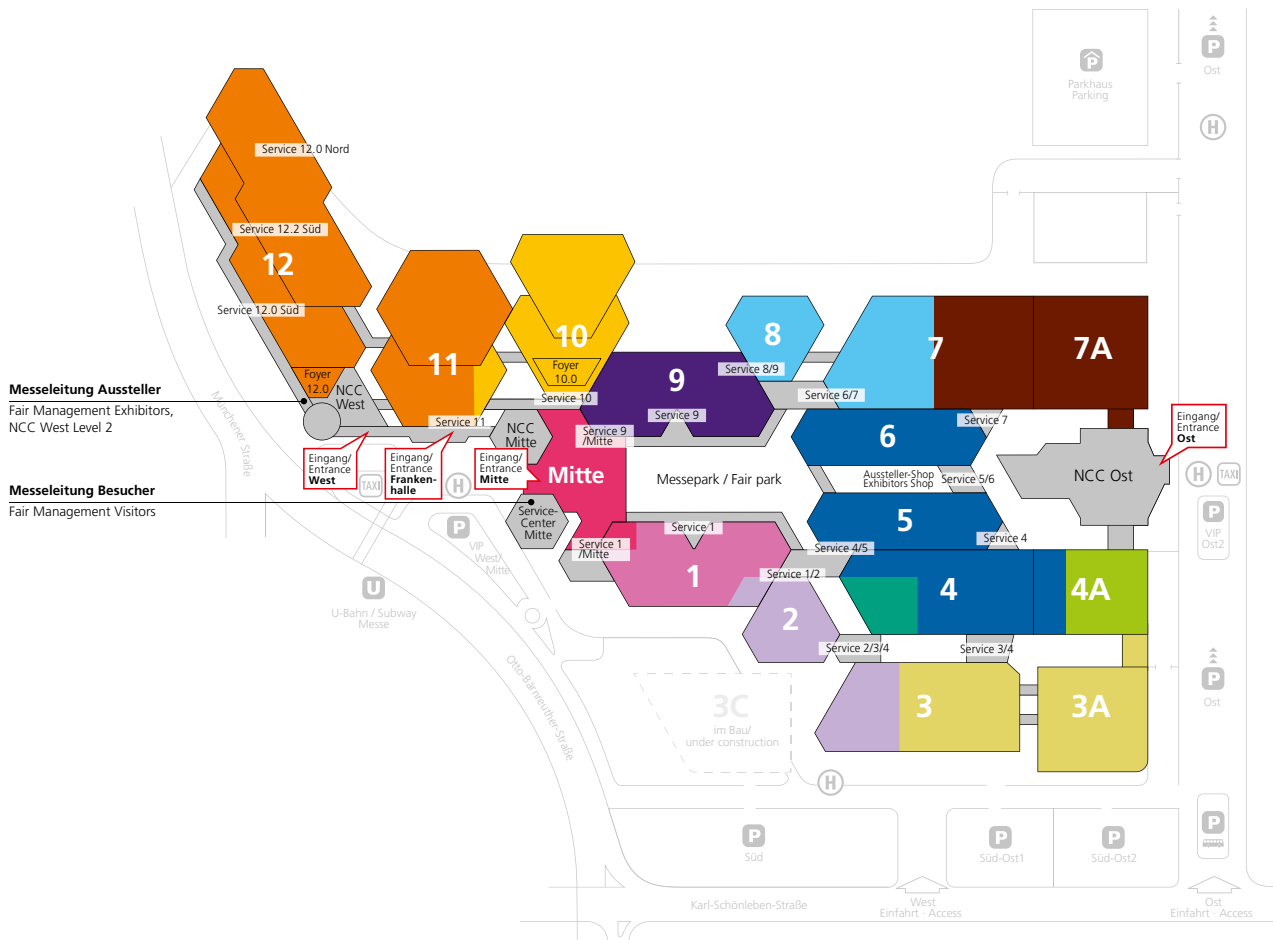 P
Ost
P
Parkhaus
Parking
H
Service 12.0 Nord
Service 12.2 Süd
12
Service 12.0 Süd
11
10
Foyer
10.0
8
7
7A
9
Service 8/9
Foyer
12.0
NCC
West
Service 6/7
Service 10
Service 9
Service 11
Service 7
Messeleitung Aussteller
Fair Management Exhibitors,
NCC West Level 2
Münchener Straße
NCC
Mitte
Service 9
/Mitte
6
Eingang/
Entrance
Ost
Eingang/
Entrance
West
Eingang/
Entrance
Franken-
halle
Eingang/
Entrance
Mitte
Mitte
Messepark / Fair park
Aussteller-Shop
Exhibitors Shop
Service 5/6
NCC Ost
H
TAXI
TAXI
H
Messeleitung Besucher
Fair Management Visitors
Service-
Center
Mitte
P
VIP
West/
Mitte
P
VIP
Ost2
Service 1
5
Service 1
/Mitte
Service 4/5
Service 4
1
Service 1/2
4
4A
U
U-Bahn / Subway
Messe
2
Service 2/3/4
Service 3/4
Otto-Bärnreuther-Straße
3C
im Bau/
under construction
3
3A
P
Ost
H
P
Süd
P
Süd-Ost1
P
Süd-Ost2
P
Karl-Schönleben-Straße
West
Einfahrt · Access
Ost
Einfahrt · Access